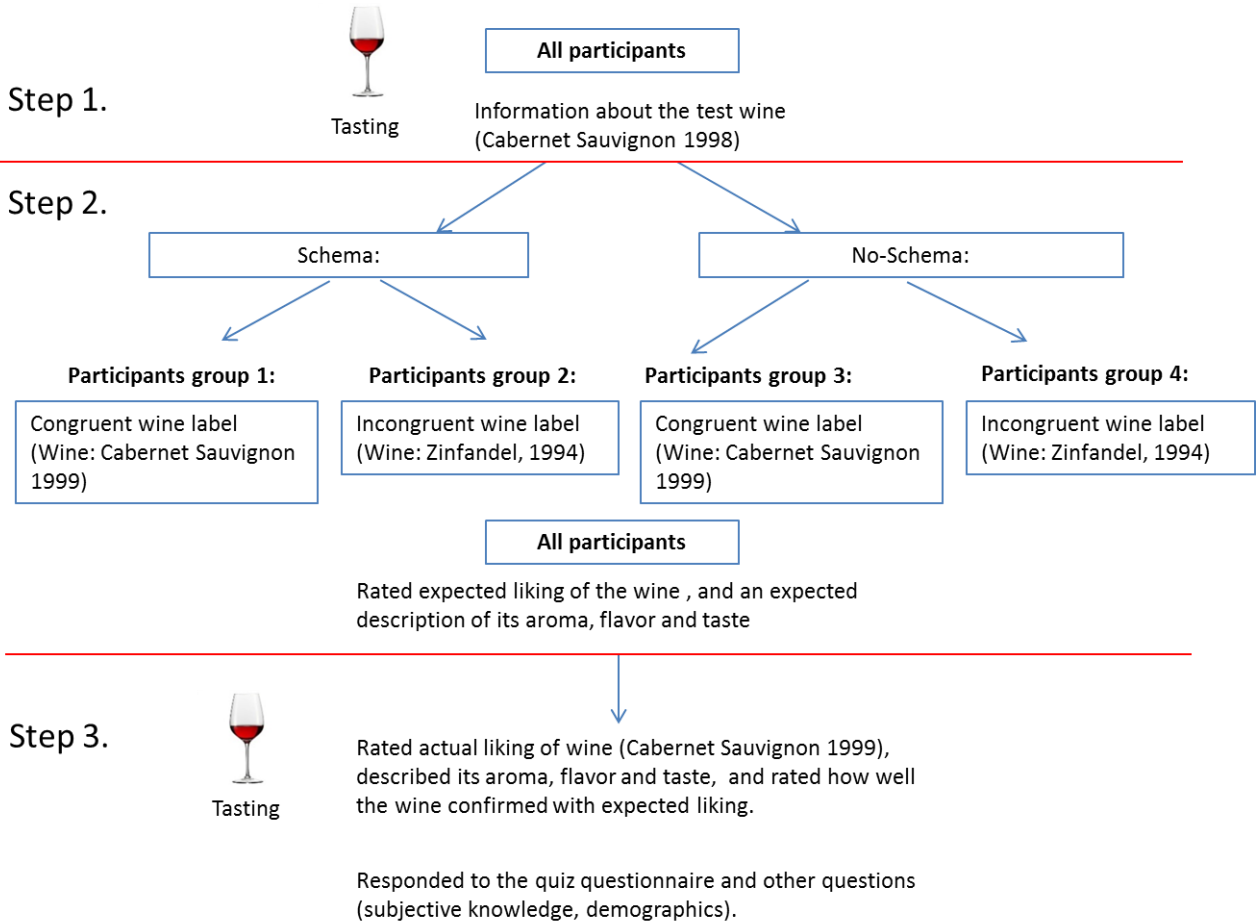 All participants
Step 1.
Tasting
Information about the test wine
(Cabernet Sauvignon 1998)
Step 2.
Schema:
No-Schema:
Participants group 1:
Participants group 2:
Participants group 3:
Participants group 4:
Congruent wine label
(Wine: Cabernet Sauvignon
1999)
Incongruent wine label
(Wine: Zinfandel, 1994)
Congruent wine label
(Wine: Cabernet Sauvignon
1999)
Incongruent wine label
(Wine: Zinfandel, 1994)
All participants
Rated expected liking of the wine , and an expected
description of its aroma, flavor and taste
Step 3.
Tasting
Rated actual liking of wine (Cabernet Sauvignon 1999),
described its aroma, flavor and taste,  and rated how well
the wine confirmed with expected liking.
Responded to the quiz questionnaire and other questions
(subjective knowledge, demographics).